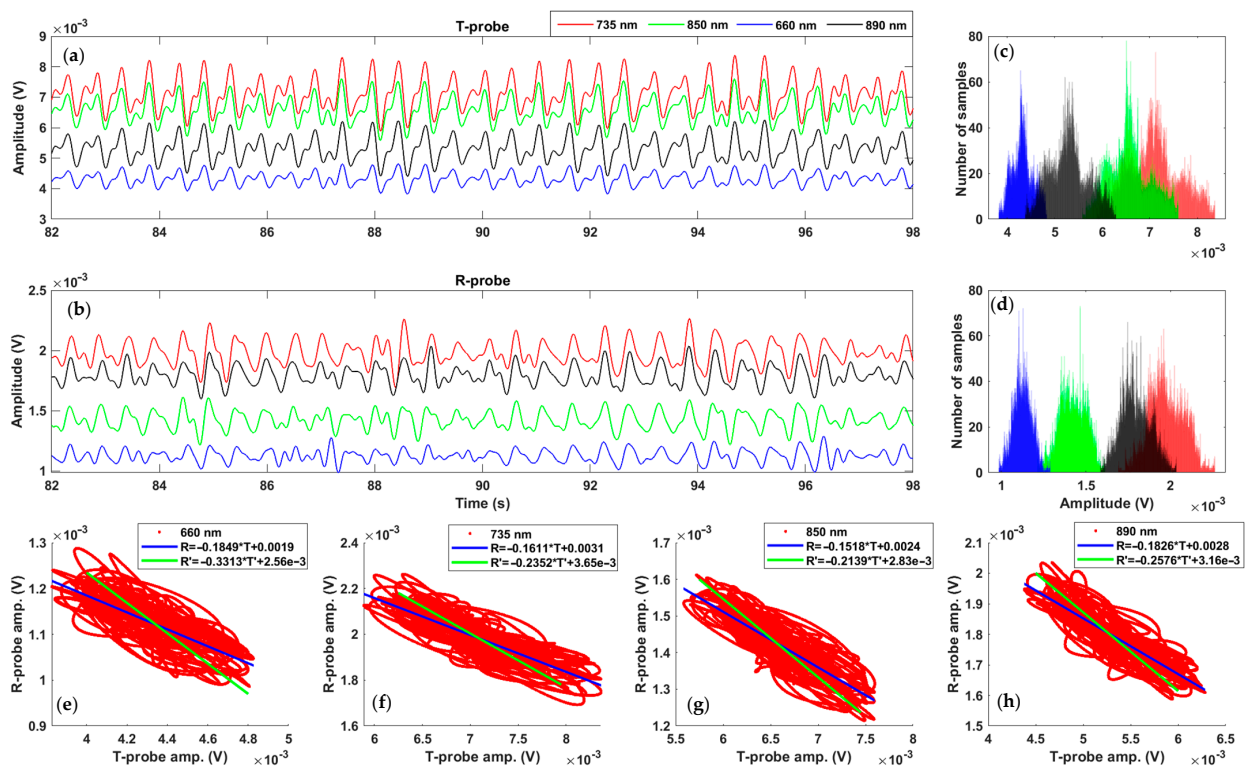 T-probe
735 nm
850 nm
660 nm
890 nm
×10⁻³
(a)
9
8
7
6
5
4
3
Amplitude (V)
82 84 86 88 90 92 94 96 98
(c)
80
60
40
20
0
Number of samples
4 5 6 7 8
×10⁻³
R-probe
×10⁻³
(b)
2.5
2
1.5
1
Amplitude (V)
82 84 86 88 90 92 94 96 98
Time (s)
(d)
80
60
40
20
0
Number of samples
1 1.5 2
Amplitude (V) ×10⁻³
×10⁻³
660 nm
R=−0.1849*T+0.0019
R'=−0.3313*T'+2.56e−3
1.3
1.2
1.1
1
0.9
R-probe amp. (V)
(e)
4 4.2 4.4 4.6 4.8 5
T-probe amp. (V) ×10⁻³
×10⁻³
735 nm
R=−0.1611*T+0.0031
R'=−0.2352*T'+3.65e−3
2.4
2.2
2
1.8
1.6
R-probe amp. (V)
(f)
6 6.5 7 7.5 8
T-probe amp. (V) ×10⁻³
×10⁻³
850 nm
R=−0.1518*T+0.0024
R'=−0.2139*T'+2.83e−3
1.7
1.6
1.5
1.4
1.3
1.2
R-probe amp. (V)
(g)
5.5 6 6.5 7 7.5 8
T-probe amp. (V) ×10⁻³
×10⁻³
890 nm
R=−0.1826*T+0.0028
R'=−0.2576*T'+3.16e−3
2.1
2
1.9
1.8
1.7
1.6
1.5
R-probe amp. (V)
(h)
4 4.5 5 5.5 6 6.5
T-probe amp. (V) ×10⁻³